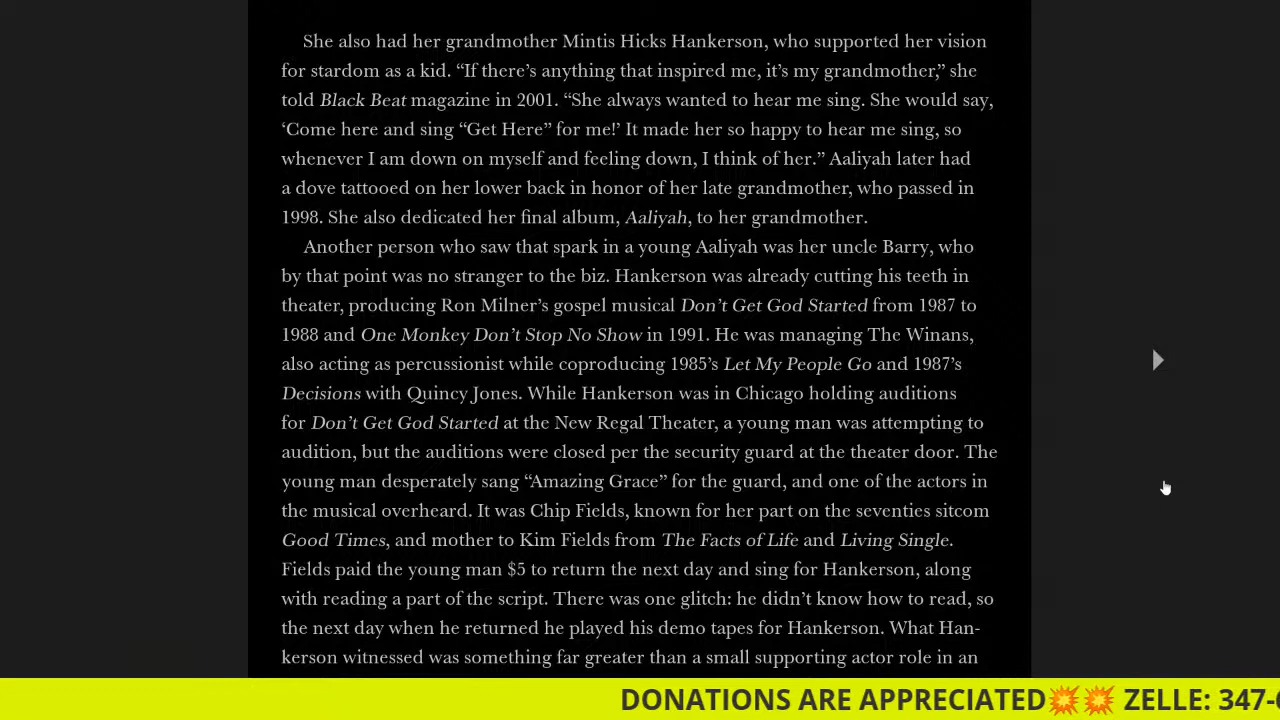 She also had her grandmother Mintis Hicks Hankerson, who supported her vision
for stardom as a kid. “If there’s anything that inspired me, it’s my grandmother,” she
told Black Beat magazine in 2001. “She always wanted to hear me sing. She would say,
‘Come here and sing “Get Here” for me!’ It made her so happy to hear me sing, so
whenever I am down on myself and feeling down, I think of her.” Aaliyah later had
a dove tattooed on her lower back in honor of her late grandmother, who passed in
1998. She also dedicated her final album, Aaliyah, to her grandmother.
Another person who saw that spark in a young Aaliyah was her uncle Barry, who
by that point was no stranger to the biz. Hankerson was already cutting his teeth in
theater, producing Ron Milner’s gospel musical Don’t Get God Started from 1987 to
1988 and One Monkey Don’t Stop No Show in 1991. He was managing The Winans,
also acting as percussionist while coproducing 1985’s Let My People Go and 1987’s
Decisions with Quincy Jones. While Hankerson was in Chicago holding auditions
for Don’t Get God Started at the New Regal Theater, a young man was attempting to
audition, but the auditions were closed per the security guard at the theater door. The
young man desperately sang “Amazing Grace” for the guard, and one of the actors in
the musical overheard. It was Chip Fields, known for her part on the seventies sitcom
Good Times, and mother to Kim Fields from The Facts of Life and Living Single.
Fields paid the young man $5 to return the next day and sing for Hankerson, along
with reading a part of the script. There was one glitch: he didn’t know how to read, so
the next day when he returned he played his demo tapes for Hankerson. What Han-
kerson witnessed was something far greater than a small supporting actor role in an
DONATIONS ARE APPRECIATED💥💥 ZELLE: 347-